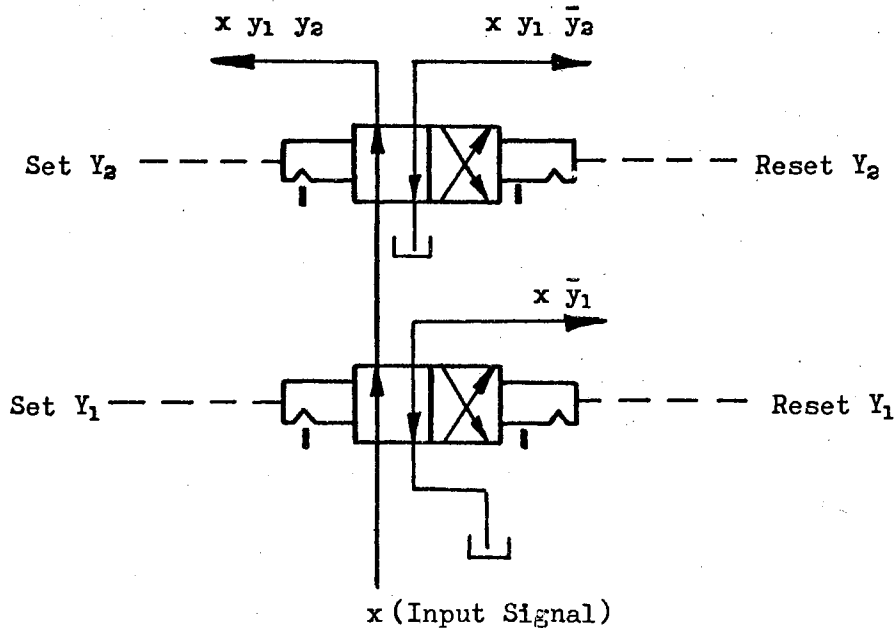 x y₁ y₂
x y₁ ȳ₂
Set Y₂
Reset Y₂
x ȳ₁
Set Y₁
Reset Y₁
x (Input Signal)